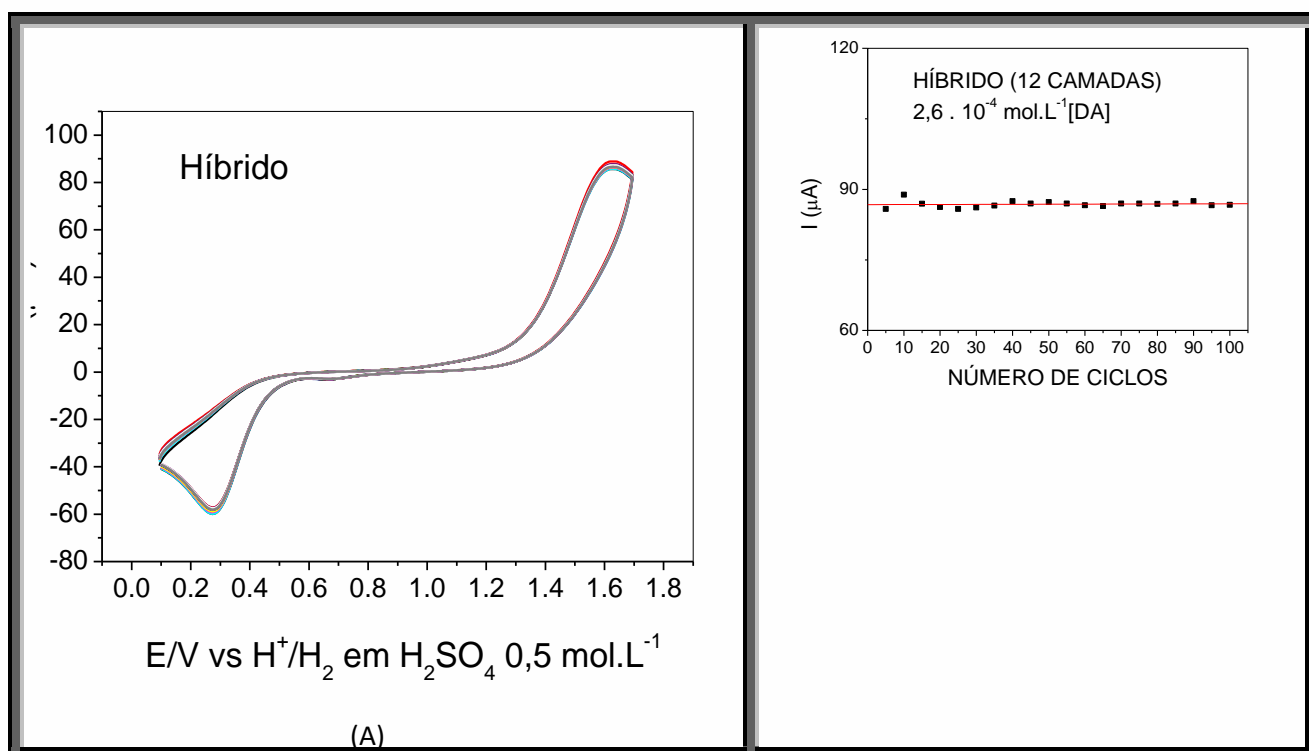 Híbrido
100
80
60
40
20
0
-20
-40
-60
-80
0.0 0.2 0.4 0.6 0.8 1.0 1.2 1.4 1.6 1.8
E/V vs H⁺/H₂ em H₂SO₄ 0,5 mol.L⁻¹
(A)
120
HÍBRIDO (12 CAMADAS)
2,6 . 10⁻⁴ mol.L⁻¹[DA]
90
I (μA)
60
0 10 20 30 40 50 60 70 80 90 100
NÚMERO DE CICLOS